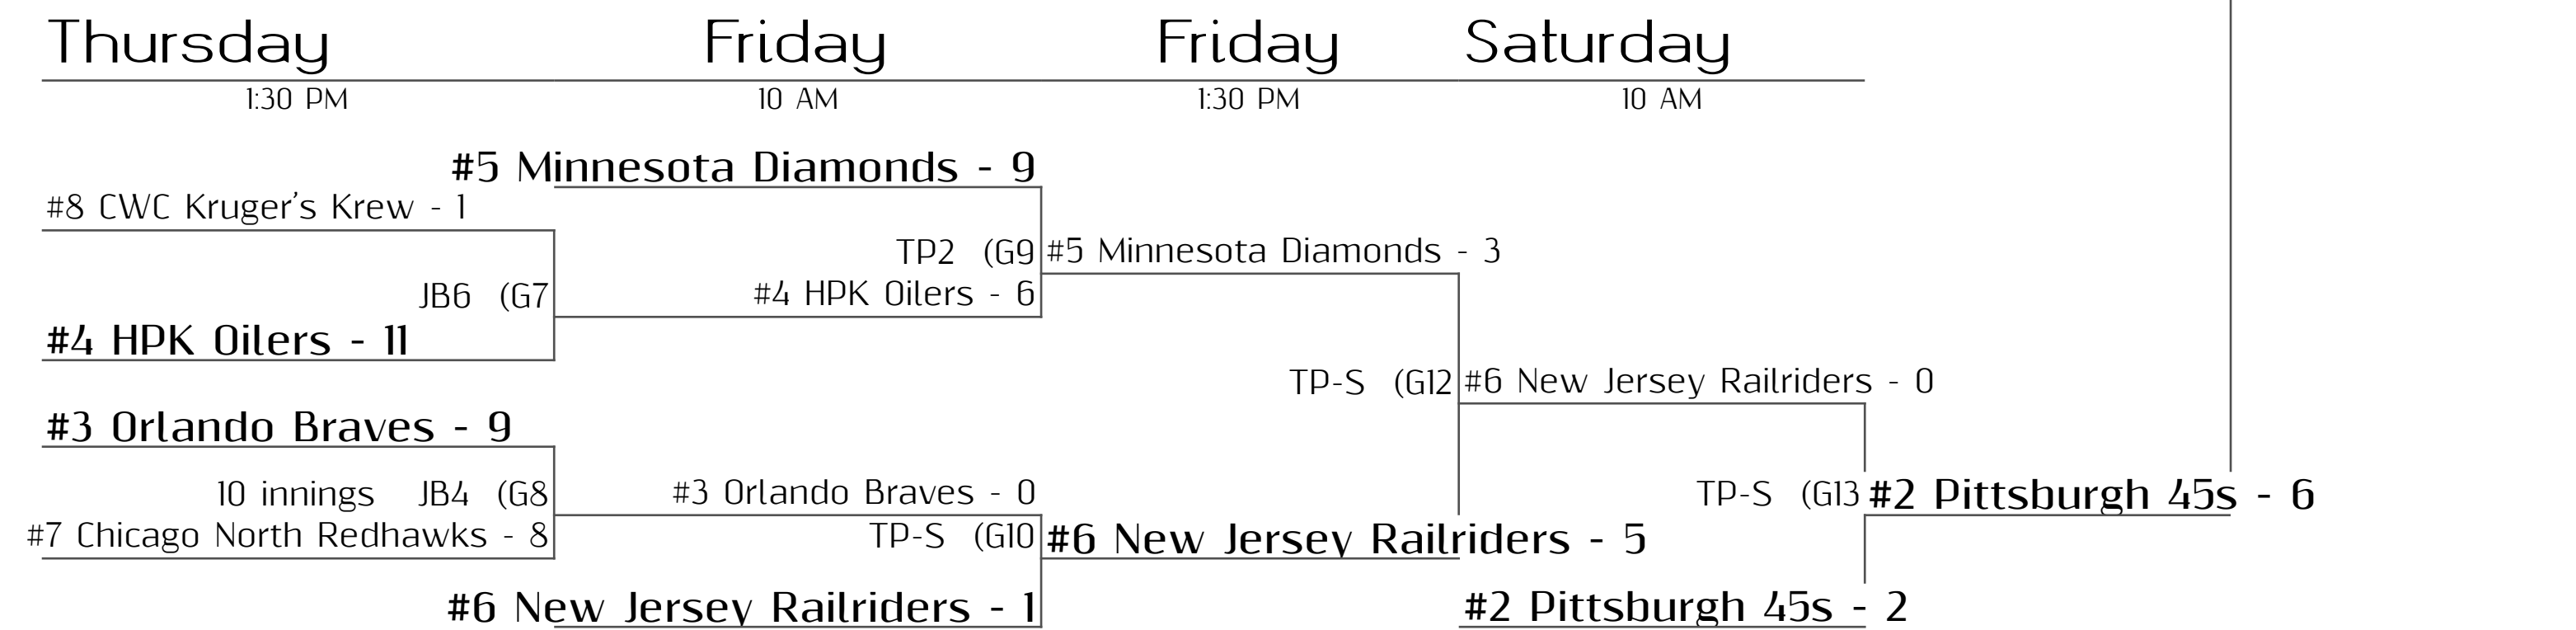 Thursday Friday Friday Saturday
1:30 PM 10 AM 1:30 PM 10 AM
#5 Minnesota Diamonds - 9
#8 CWC Kruger's Krew - 1
TP2 (G9 #5 Minnesota Diamonds - 3
JB6 (G7 #4 HPK Oilers - 6
#4 HPK Oilers - 11
TP-S (G12 #6 New Jersey Railriders - 0
#3 Orlando Braves - 9
10 innings JB4 (G8 #3 Orlando Braves - 0 TP-S (G13 #2 Pittsburgh 45s - 6
#7 Chicago North Redhawks - 8 TP-S (G10 #6 New Jersey Railriders - 5
#6 New Jersey Railriders - 1 #2 Pittsburgh 45s - 2